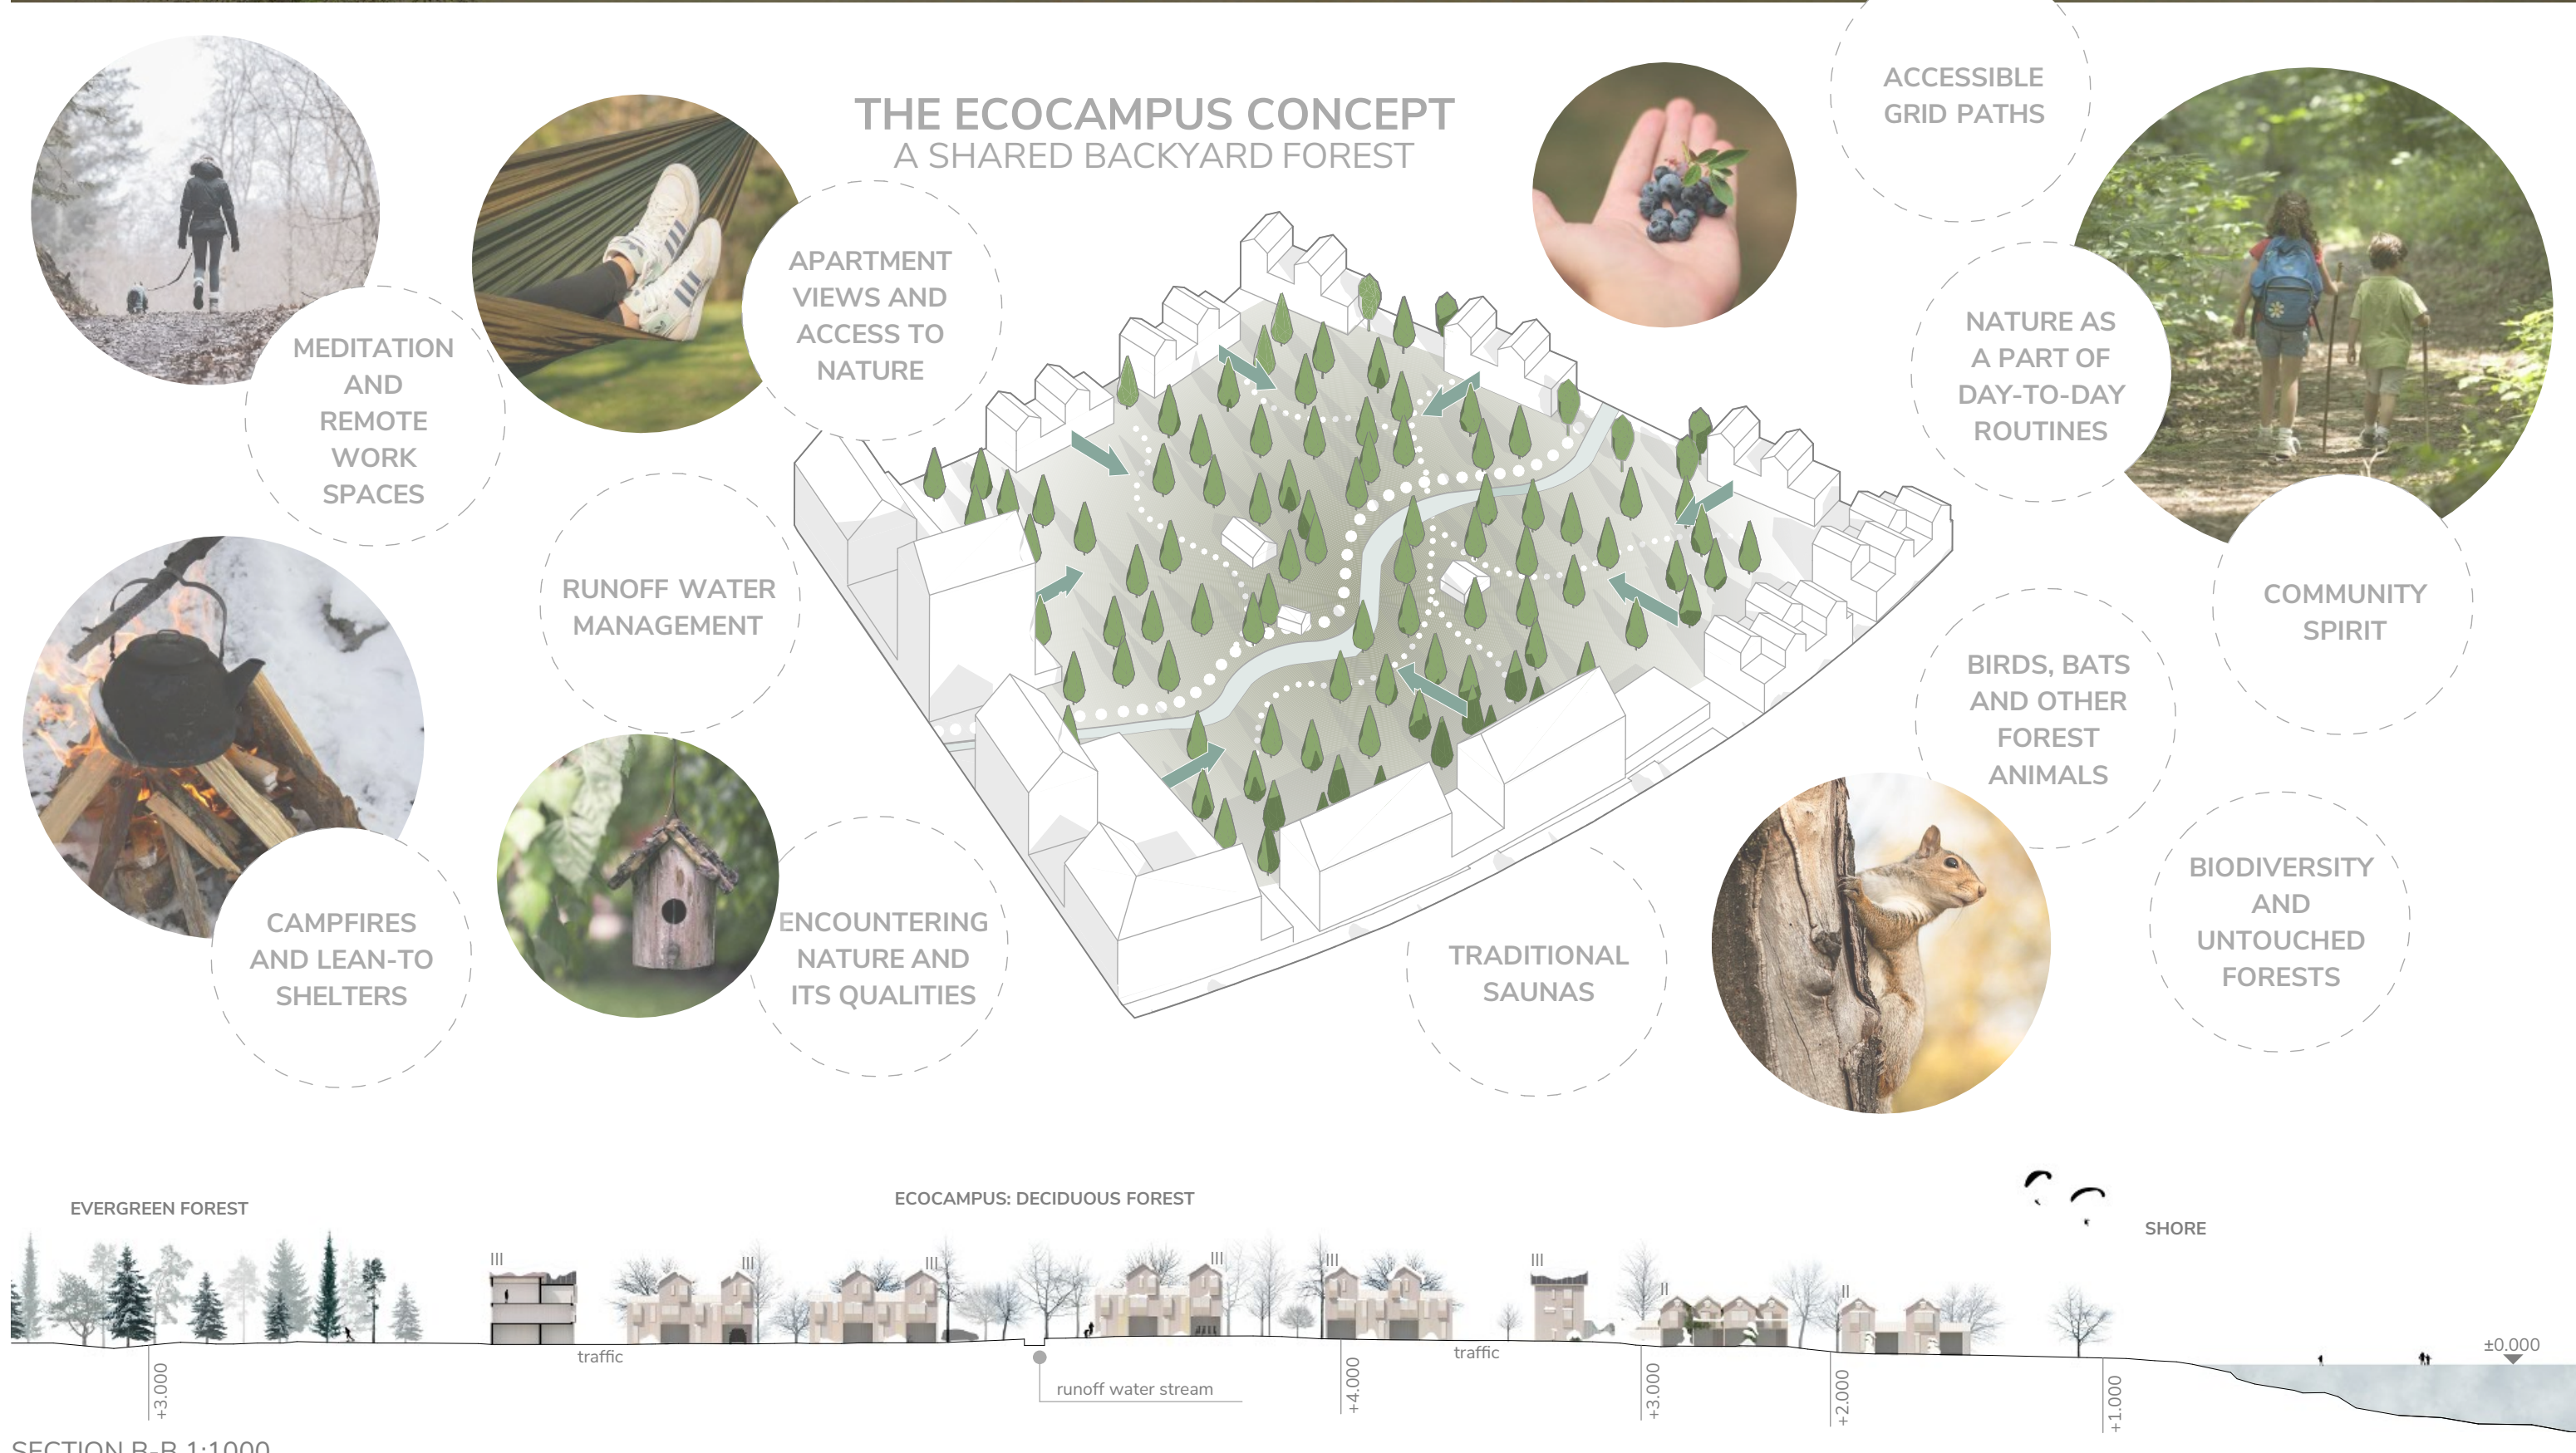 THE ECOCAMPUS CONCEPT
A SHARED BACKYARD FOREST
ACCESSIBLE
GRID PATHS
APARTMENT
VIEWS AND
ACCESS TO
NATURE
MEDITATION
AND
REMOTE
WORK
SPACES
NATURE AS
A PART OF
DAY-TO-DAY
ROUTINES
RUNOFF WATER
MANAGEMENT
COMMUNITY
SPIRIT
BIRDS, BATS
AND OTHER
FOREST
ANIMALS
CAMPFIRES
AND LEAN-TO
SHELTERS
ENCOUNTERING
NATURE AND
ITS QUALITIES
TRADITIONAL
SAUNAS
BIODIVERSITY
AND
UNTOUCHED
FORESTS
EVERGREEN FOREST
ECOCAMPUS: DECIDUOUS FOREST
SHORE
III
III
III
III
III
III
II
II
traffic
traffic
±0.000
runoff water stream
+3.000
+4.000
+3.000
+2.000
+1.000
SECTION B-B 1:1000